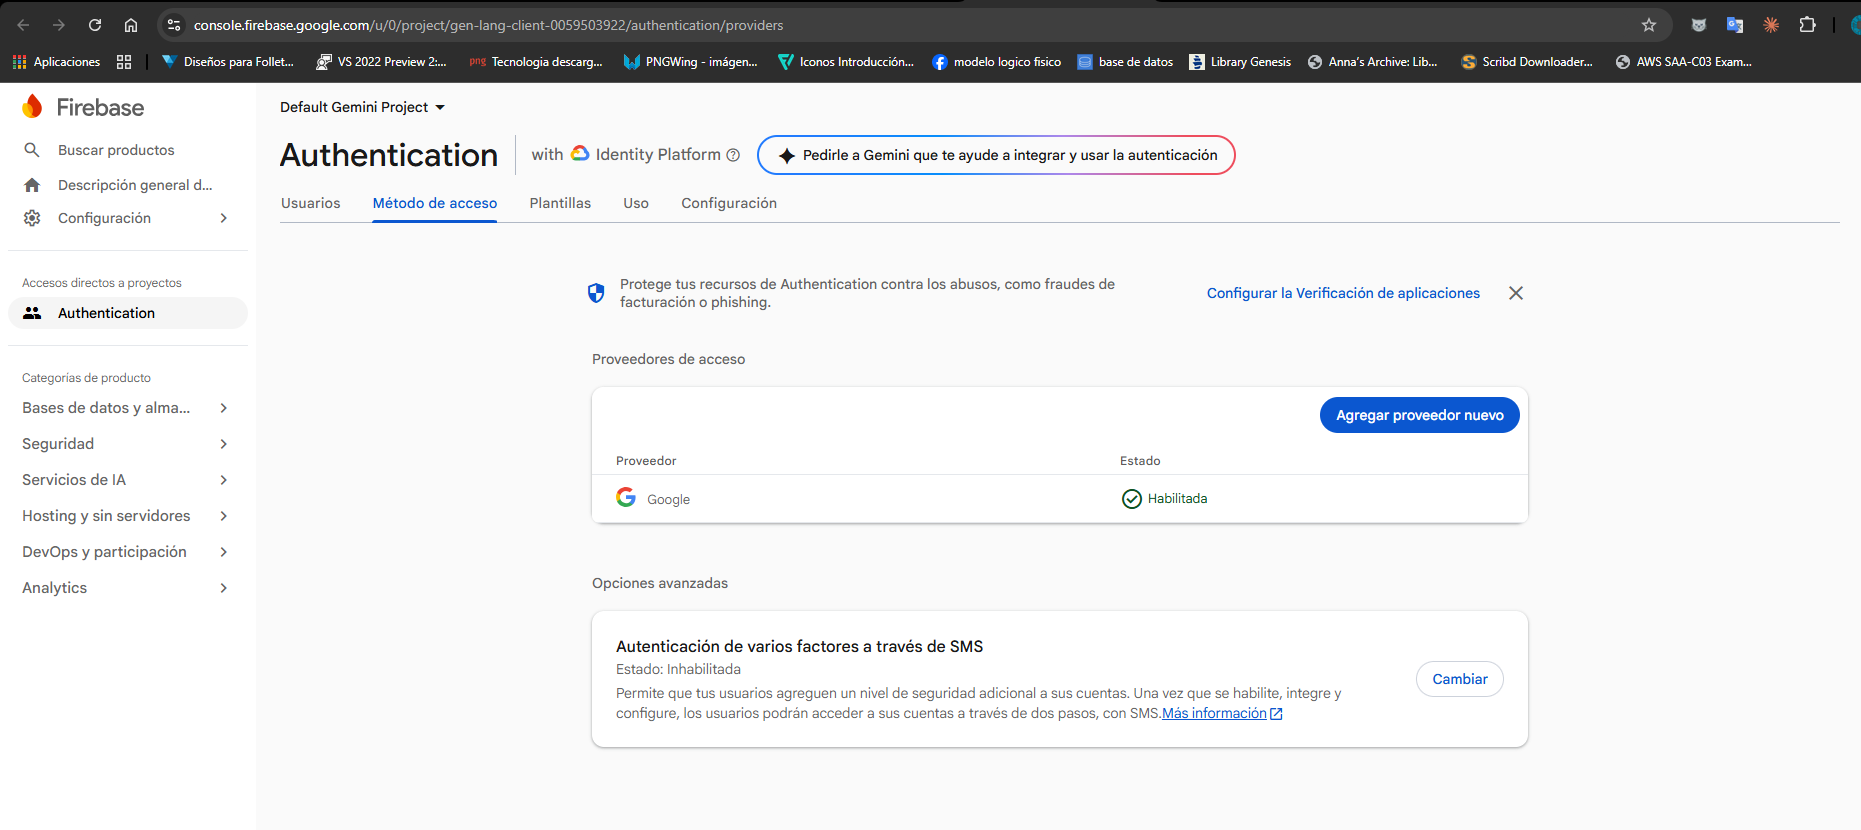 console.firebase.google.com/u/0/project/gen-lang-client-0059503922/authentication/providers
Aplicaciones
Diseños para Follet...
VS 2022 Preview 2:...
png Tecnologia descarg...
PNGWing - imágen...
Iconos Introducción...
modelo logico fisico
base de datos
Library Genesis
Anna's Archive: Lib...
Scribd Downloader...
AWS SAA-C03 Exam...
Firebase
Buscar productos
Descripción general d...
Configuración
Accesos directos a proyectos
Authentication
Categorías de producto
Bases de datos y alma...
Seguridad
Servicios de IA
Hosting y sin servidores
DevOps y participación
Analytics
Default Gemini Project
Authentication
with Identity Platform
Pedirle a Gemini que te ayude a integrar y usar la autenticación
Usuarios
Método de acceso
Plantillas
Uso
Configuración
Protege tus recursos de Authentication contra los abusos, como fraudes de
facturación o phishing.
Configurar la Verificación de aplicaciones
Proveedores de acceso
Agregar proveedor nuevo
Proveedor
Estado
Google
Habilitada
Opciones avanzadas
Autenticación de varios factores a través de SMS
Estado: Inhabilitada
Permite que tus usuarios agreguen un nivel de seguridad adicional a sus cuentas. Una vez que se habilite, integre y
configure, los usuarios podrán acceder a sus cuentas a través de dos pasos, con SMS.Más información
Cambiar